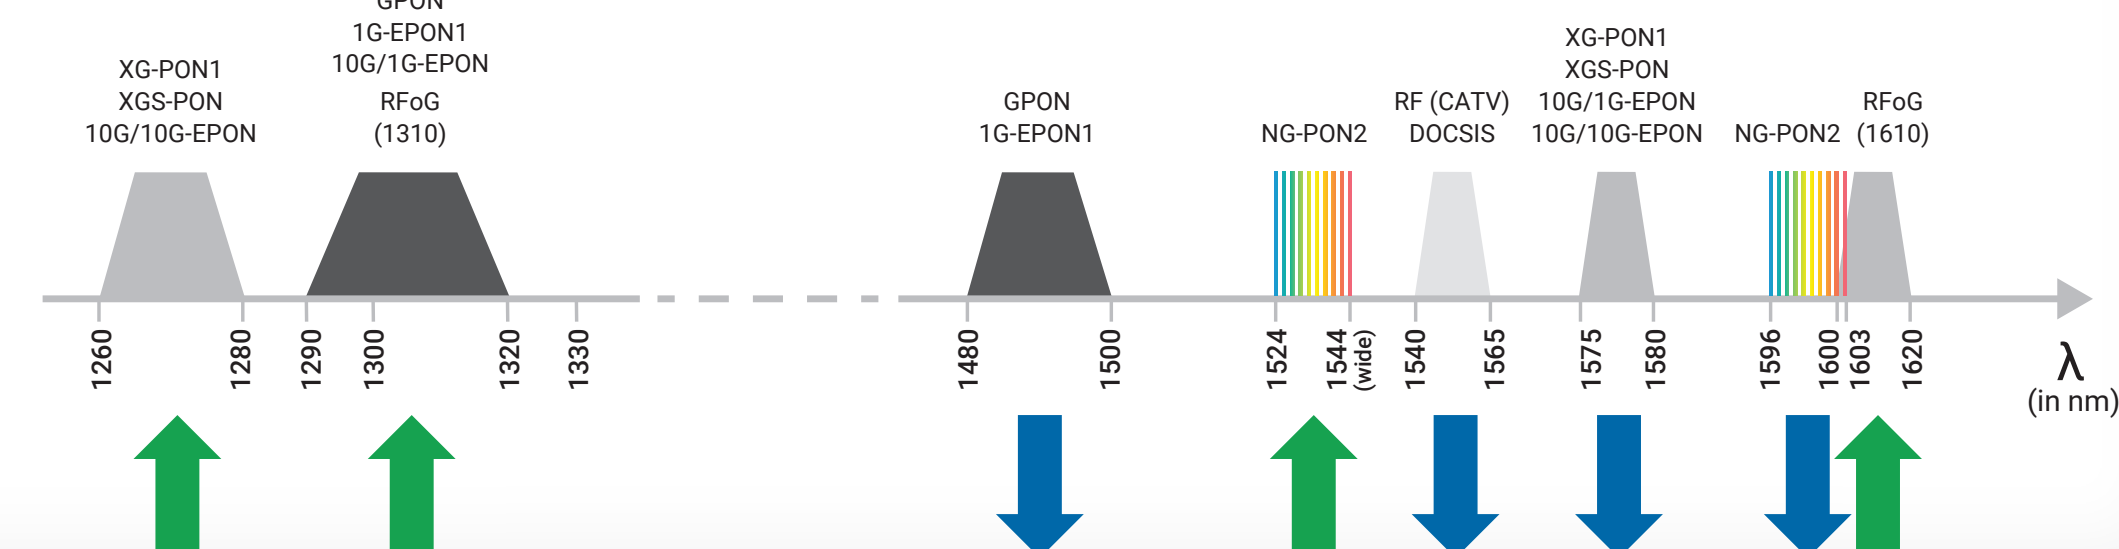 GPON
1G-EPON1
10G/1G-EPON
RFoG
(1310)
XG-PON1
XGS-PON
10G/10G-EPON
GPON
1G-EPON1
NG-PON2
RF (CATV)
DOCSIS
XG-PON1
XGS-PON
10G/1G-EPON
10G/10G-EPON
NG-PON2
RFoG
(1610)
1260
1280
1290
1300
1320
1330
1480
1500
1524
1544
(wide)
1540
1565
1575
1580
1596
1600
1603
1620
λ
(in nm)